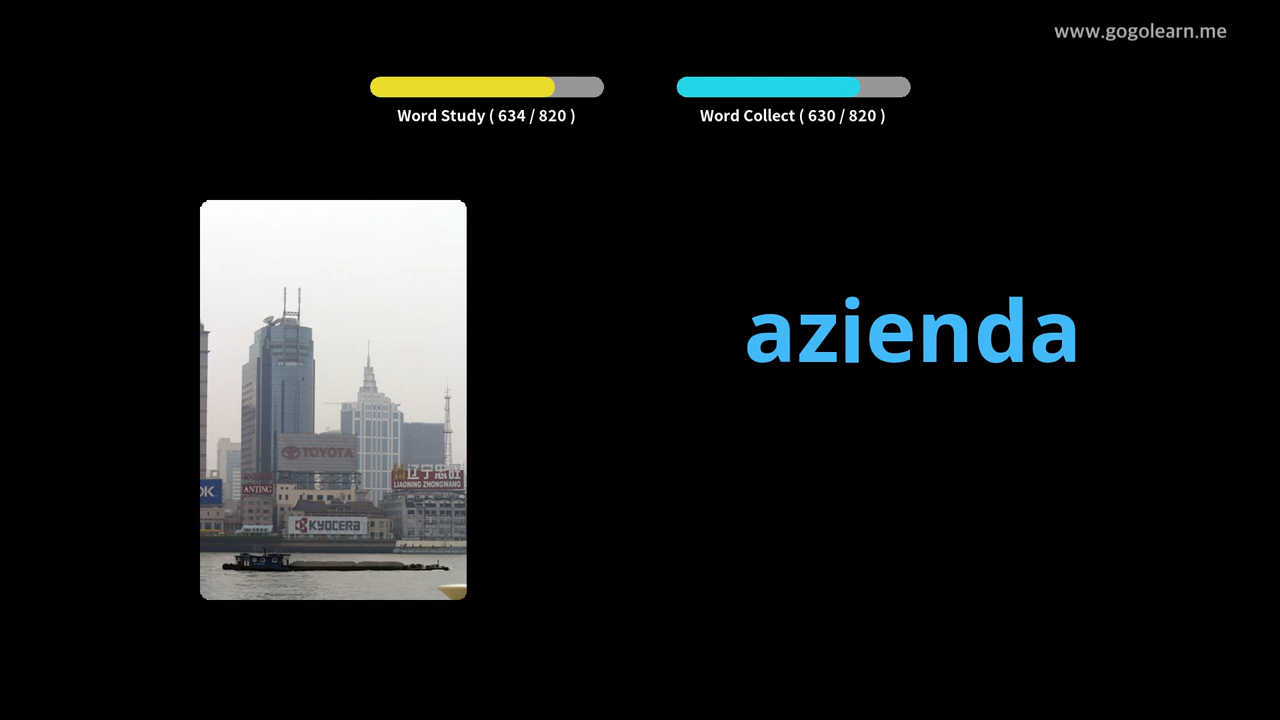 www.gogolearn.me
Word Study ( 634 / 820 )
Word Collect ( 630 / 820 )
azienda
TOYOTA
辽宁忠旺
LIAONING ZHONGWANG
OK
ANTING
KYOCERA